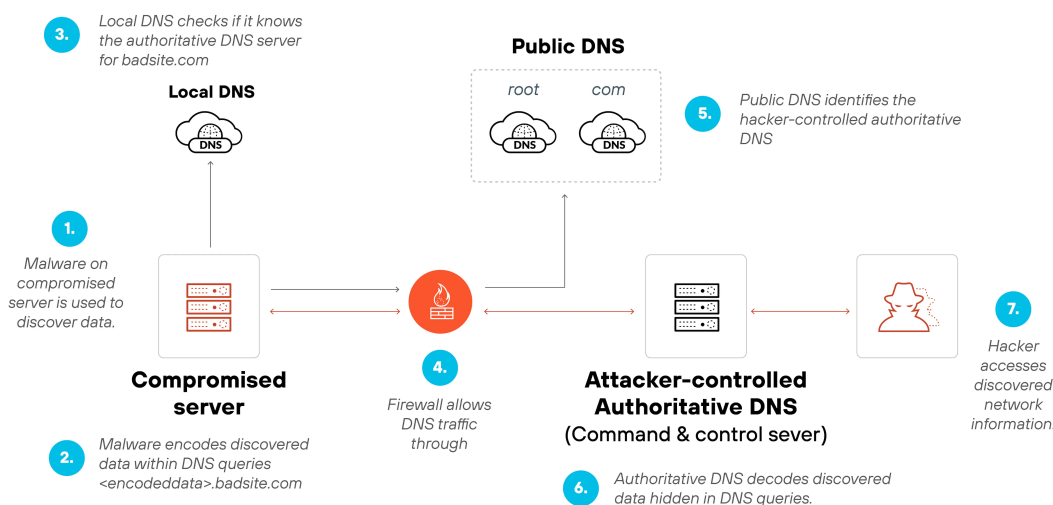 3.
Local DNS checks if it knows
the authoritative DNS server
for badsite.com
Local DNS
DNS
Public DNS
root
com
DNS
DNS
5.
Public DNS identifies the
hacker-controlled authoritative
DNS
1.
Malware on
compromised
server is used to
discover data.
Compromised
server
2.
Malware encodes discovered
data within DNS queries
<encodeddata>.badsite.com
4.
Firewall allows
DNS traffic
through
Attacker-controlled
Authoritative DNS
(Command & control sever)
6.
Authoritative DNS decodes discovered
data hidden in DNS queries.
7.
Hacker
accesses
discovered
network
information.